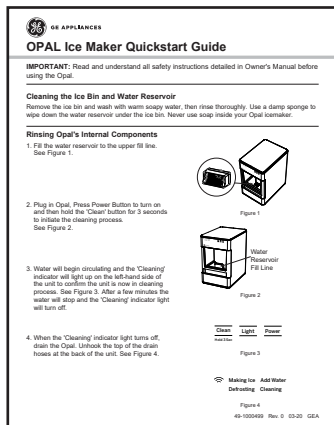 GE APPLIANCES
OPAL Ice Maker Quickstart Guide
IMPORTANT: Read and understand all safety instructions detailed in Owner's Manual before
using the Opal.
Cleaning the Ice Bin and Water Reservoir
Remove the ice bin and wash with warm soapy water, then rinse thoroughly. Use a damp sponge to
wipe down the water reservoir under the ice bin. Never use soap inside your Opal icemaker.
Rinsing Opal's Internal Components
1. Fill the water reservoir to the upper fill line.
See Figure 1.
Figure 1
2. Plug in Opal, Press Power Button to turn on
and then hold the 'Clean' button for 3 seconds
to initiate the cleaning process.
See Figure 2.
Water
Reservoir
Fill Line
Figure 2
3. Water will begin circulating and the 'Cleaning'
indicator will light up on the left-hand side of
the unit to confirm the unit is now in cleaning
process. See Figure 3. After a few minutes the
water will stop and the 'Cleaning' indicator light
will turn off.
Clean Light Power
Hold 3 Sec
Figure 3
4. When the 'Cleaning' indicator light turns off,
drain the Opal. Unhook the top of the drain
hoses at the back of the unit. See Figure 4.
Making Ice Add Water
Defrosting Cleaning
Figure 4
49-1000499 Rev 0 03-20 GEA